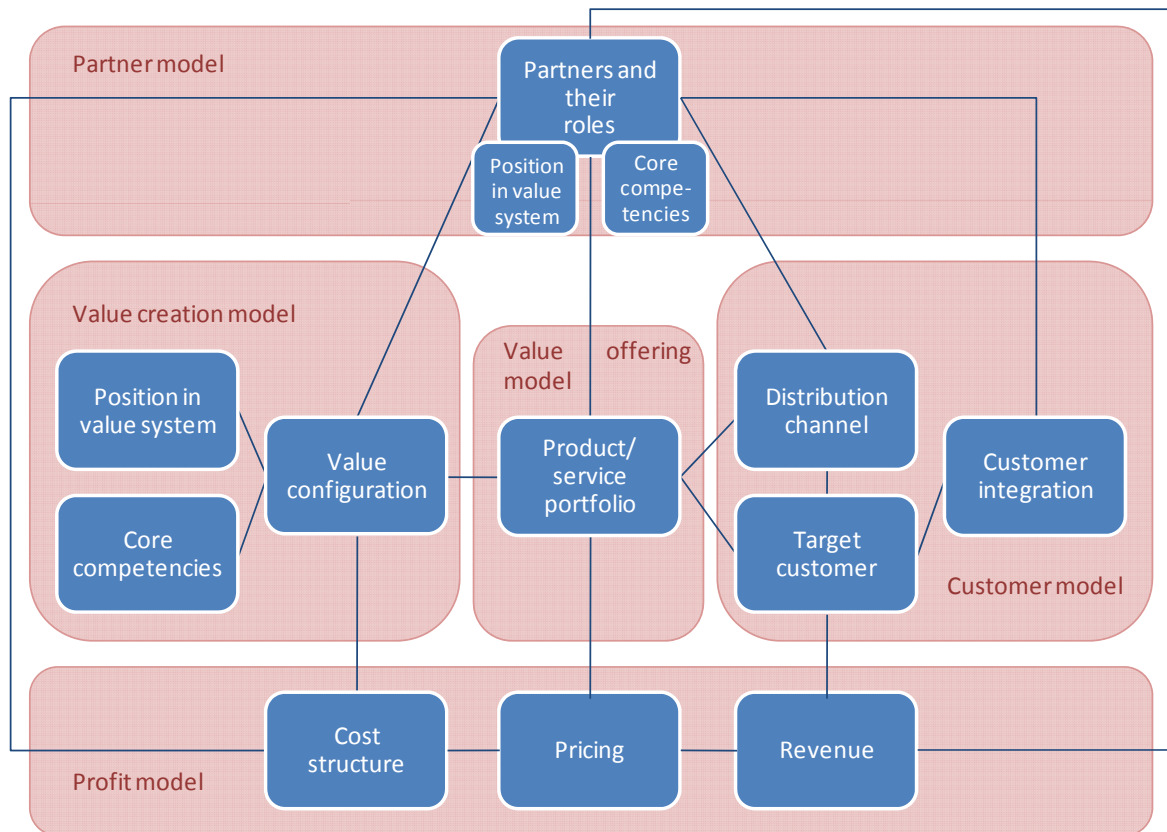 Partner model
Partners and
their
roles
Position
in value
system
Core
compe-
tencies
Value creation model
Position in
value system
Core
competencies
Value
configuration
Value offering
model
Product/
service
portfolio
Distribution
channel
Target
customer
Customer
integration
Customer model
Cost
structure
Pricing
Revenue
Profit model